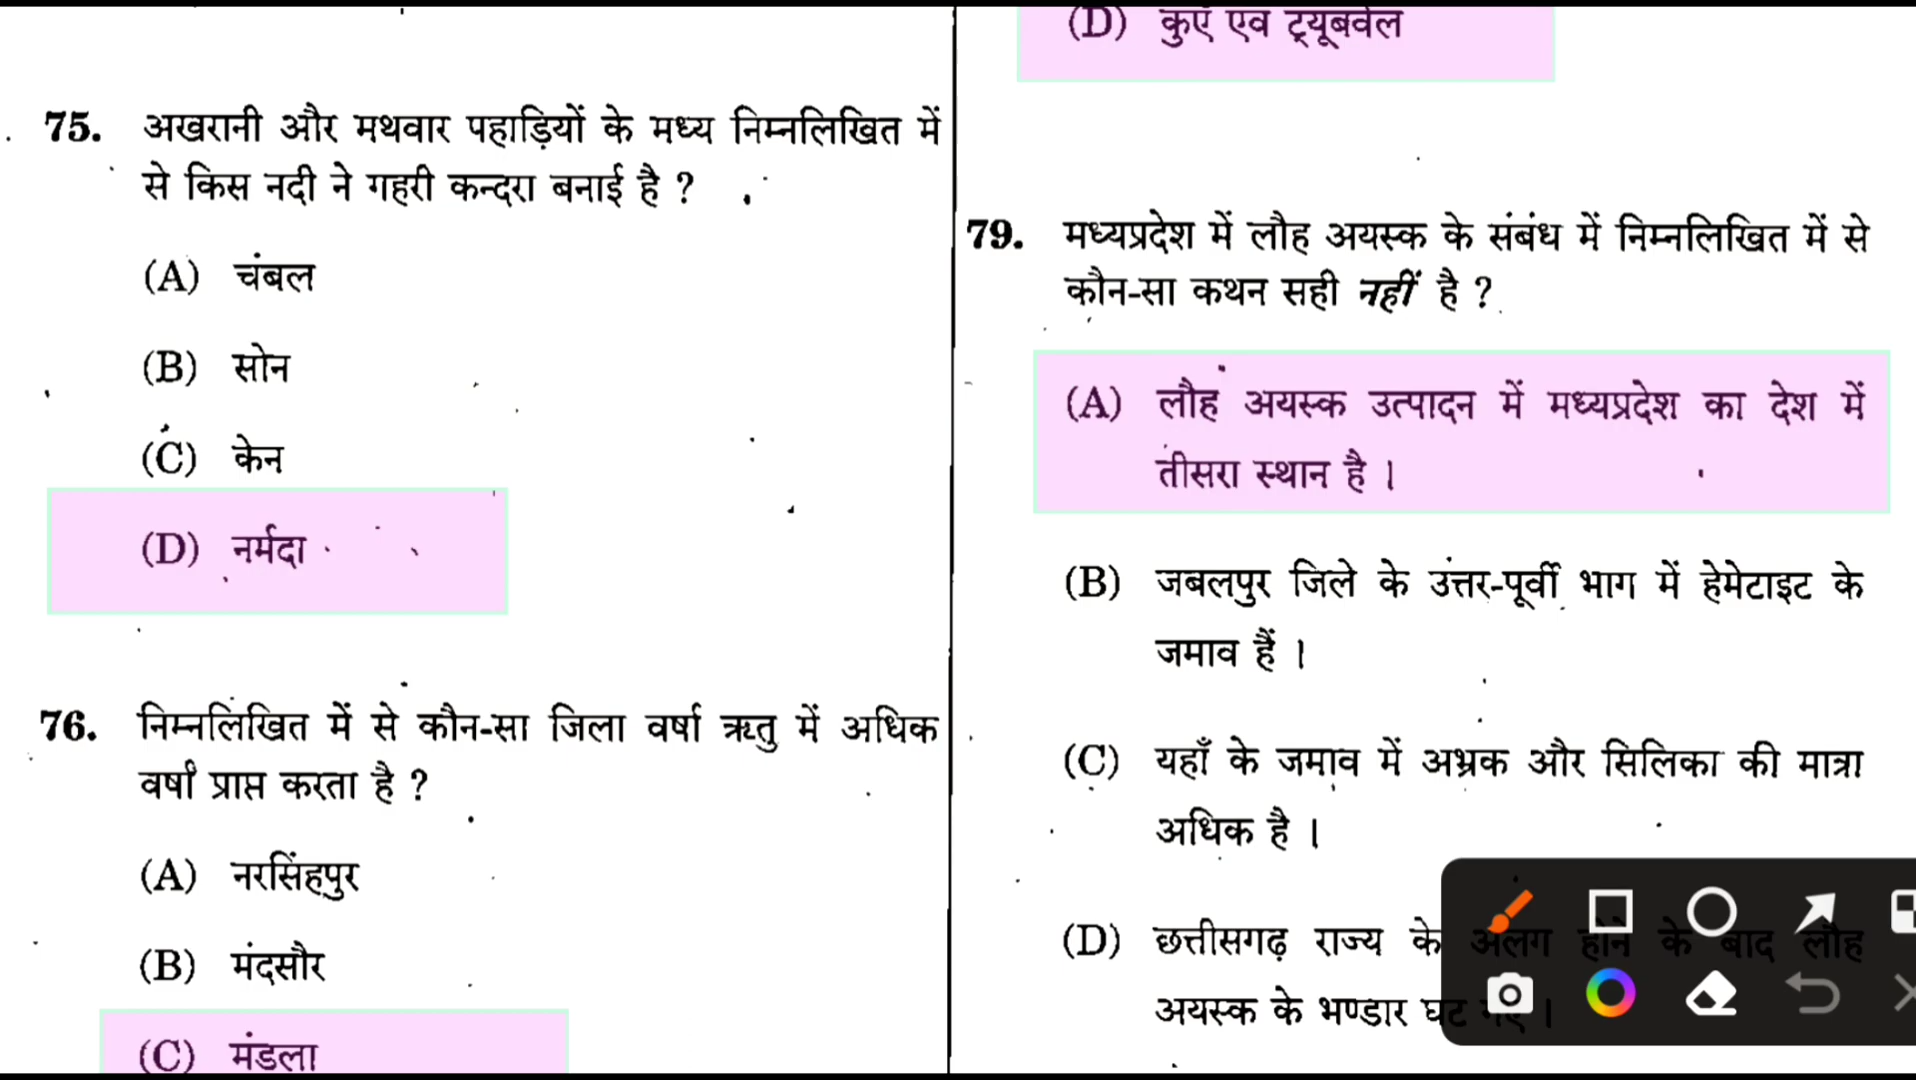 75. अखरानी और मथवार पहाड़ियों के मध्य निम्नलिखित में
से किस नदी ने गहरी कन्दरा बनाई है ?
(A) चंबल
(B) सोन
(C) केन
(D) नर्मदा
76. निम्नलिखित में से कौन-सा जिला वर्षा ऋतु में अधिक
वर्षा प्राप्त करता है ?
(A) नरसिंहपुर
(B) मंदसौर
(C) मंडला
(D) कुएँ एवं ट्यूबवेल
79. मध्यप्रदेश में लौह अयस्क के संबंध में निम्नलिखित में से
कौन-सा कथन सही नहीं है ?
(A) लौह अयस्क उत्पादन में मध्यप्रदेश का देश में
तीसरा स्थान है ।
(B) जबलपुर जिले के उत्तर-पूर्वी भाग में हेमेटाइट के
जमाव हैं ।
(C) यहाँ के जमाव में अभ्रक और सिलिका की मात्रा
अधिक है ।
(D) छत्तीसगढ़ राज्य के अलग होने के बाद लौह
अयस्क के भण्डार घट गए ।